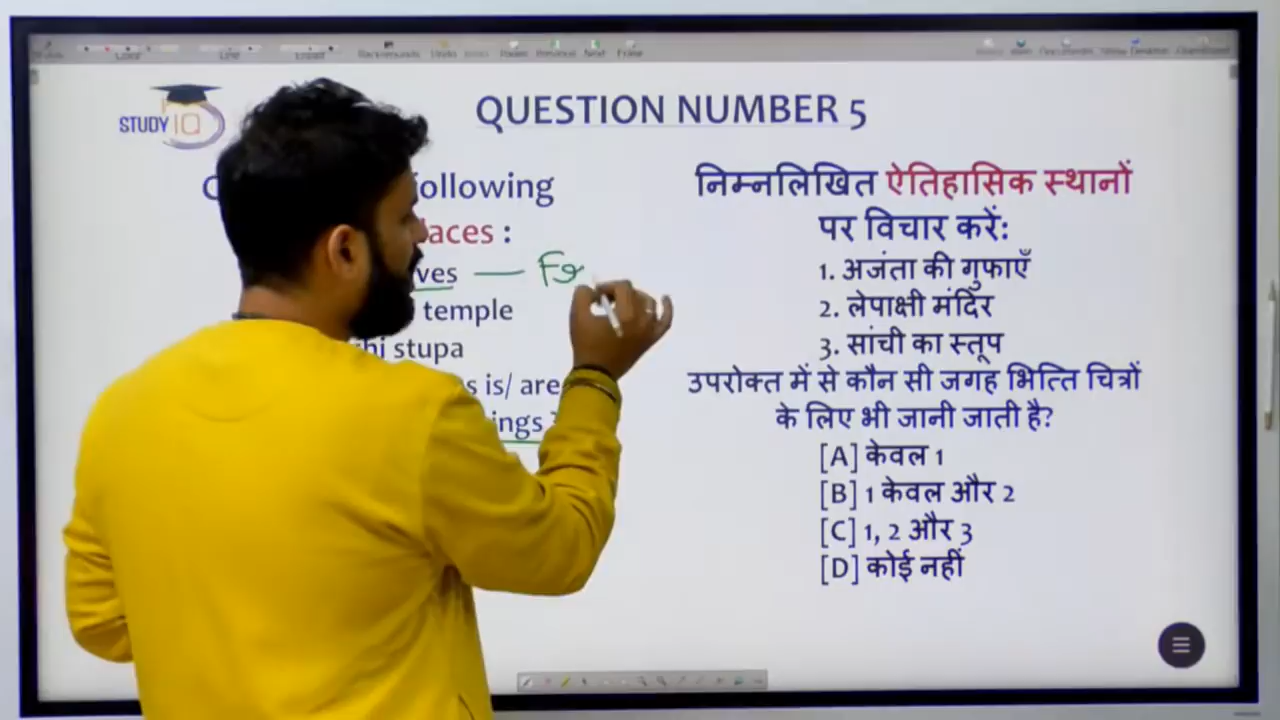 STUDY IQ
QUESTION NUMBER 5
following
laces :
ves — Fr
temple
hi stupa
s is/ are
ings ?
निम्नलिखित ऐतिहासिक स्थानों
पर विचार करें:
1. अजंता की गुफाएँ
2. लेपाक्षी मंदिर
3. सांची का स्तूप
उपरोक्त में से कौन सी जगह भित्ति चित्रों
के लिए भी जानी जाती है?
[A] केवल 1
[B] 1 केवल और 2
[C] 1, 2 और 3
[D] कोई नहीं